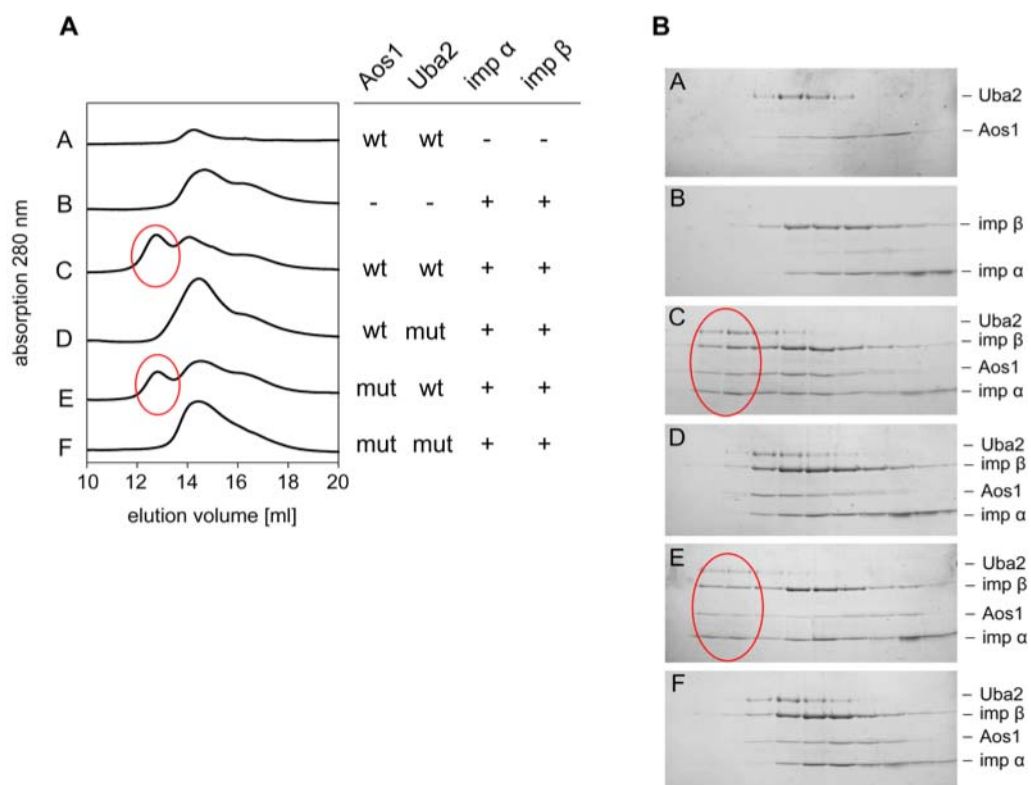 A
Aos1 Uba2 imp α imp β
A wt wt - -
B - - + +
C wt wt + +
D wt mut + +
E mut wt + +
F mut mut + +
10 12 14 16 18 20
elution volume [ml]
absorption 280 nm
B
A
– Uba2
– Aos1
B
– imp β
– imp α
C
– Uba2
– imp β
– Aos1
– imp α
D
– Uba2
– imp β
– Aos1
– imp α
E
– Uba2
– imp β
– Aos1
– imp α
F
– Uba2
– imp β
– Aos1
– imp α